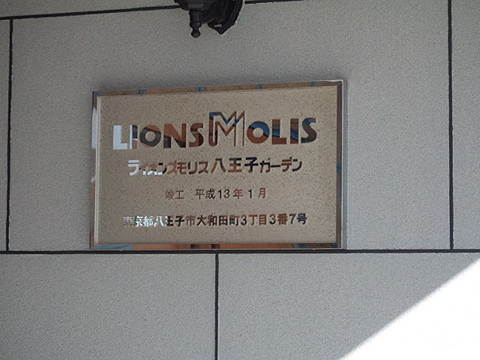 LIONS MOLIS
ライオンズモリス八王子ガーデン
竣工 平成13年1月
東京都八王子市大和田町3丁目3番7号